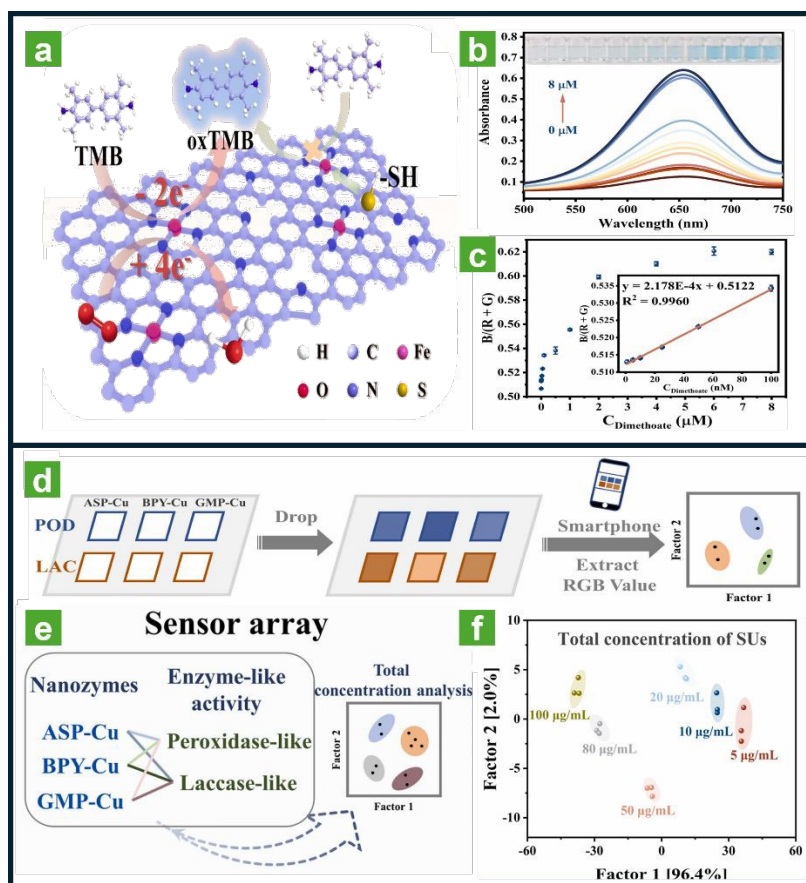 a
TMB
oxTMB
-SH
- 2e⁻
+ 4e⁻
H C Fe
O N S
b
Absorbance
0.8
0.7
0.6
0.5
0.4
0.3
0.2
0.1
8 μM
0 μM
500 550 600 650 700 750
Wavelength (nm)
c
B/(R + G)
0.62
0.60
0.58
0.56
0.54
0.52
0.50
0 1 2 3 4 5 6 7 8
C_Dimethoate (μM)
y = 2.178E-4x + 0.5122
R² = 0.9960
B/(R + G)
0.535
0.530
0.525
0.520
0.515
0.510
0 20 40 60 80 100
C_Dimethoate (nM)
d
ASP-Cu BPY-Cu GMP-Cu
POD
LAC
Drop
Smartphone
Extract
RGB Value
Factor 2
Factor 1
e
Sensor array
Nanozymes
Enzyme-like
activity
ASP-Cu
BPY-Cu
GMP-Cu
Peroxidase-like
Laccase-like
Total
concentration analysis
Factor 2
Factor 1
f
Total concentration of SUs
Factor 2 [2.0%]
10
5
0
-5
-10
100 μg/mL
80 μg/mL
50 μg/mL
20 μg/mL
10 μg/mL
5 μg/mL
-60 -30 0 30 60
Factor 1 [96.4%]